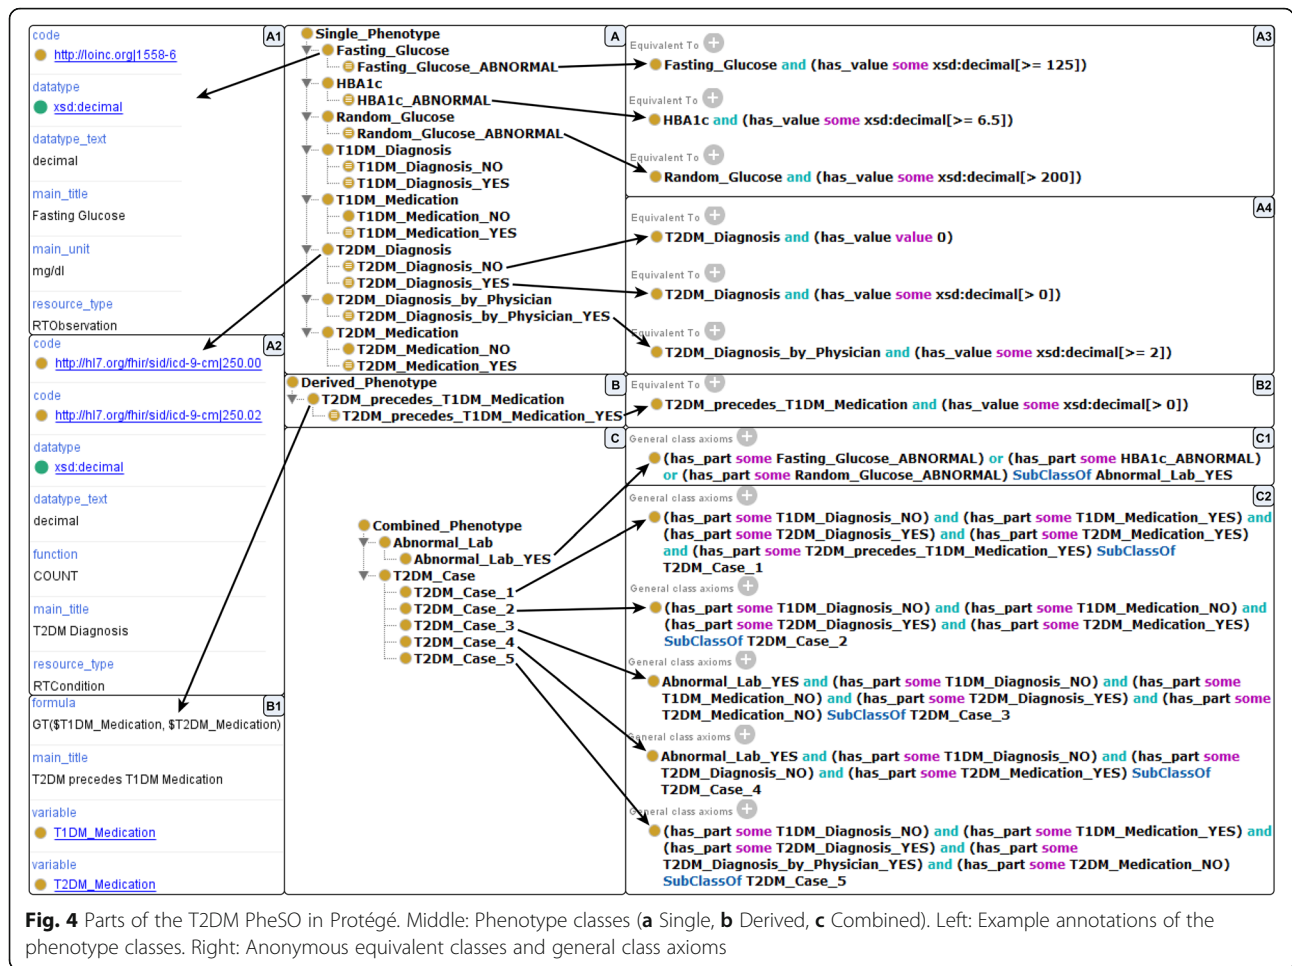 code
A1
http://loinc.org|1558-6
datatype
xsd:decimal
datatype_text
decimal
main_title
Fasting Glucose
main_unit
mg/dl
resource_type
RTObservation
code
A2
http://hl7.org/fhir/sid/icd-9-cm|250.00
code
http://hl7.org/fhir/sid/icd-9-cm|250.02
datatype
xsd:decimal
datatype_text
decimal
function
COUNT
main_title
T2DM Diagnosis
resource_type
RTCondition
formula
B1
GT($T1DM_Medication, $T2DM_Medication)
main_title
T2DM precedes T1DM Medication
variable
T1DM_Medication
variable
T2DM_Medication
Single_Phenotype
A
Fasting_Glucose
Fasting_Glucose_ABNORMAL
HBA1c
HBA1c_ABNORMAL
Random_Glucose
Random_Glucose_ABNORMAL
T1DM_Diagnosis
T1DM_Diagnosis_NO
T1DM_Diagnosis_YES
T1DM_Medication
T1DM_Medication_NO
T1DM_Medication_YES
T2DM_Diagnosis
T2DM_Diagnosis_NO
T2DM_Diagnosis_YES
T2DM_Diagnosis_by_Physician
T2DM_Diagnosis_by_Physician_YES
T2DM_Medication
T2DM_Medication_NO
T2DM_Medication_YES
Derived_Phenotype
B
T2DM_precedes_T1DM_Medication
T2DM_precedes_T1DM_Medication_YES
C
Combined_Phenotype
Abnormal_Lab
Abnormal_Lab_YES
T2DM_Case
T2DM_Case_1
T2DM_Case_2
T2DM_Case_3
T2DM_Case_4
T2DM_Case_5
Equivalent To
A3
Fasting_Glucose and (has_value some xsd:decimal[>= 125])
Equivalent To
HBA1c and (has_value some xsd:decimal[>= 6.5])
Equivalent To
Random_Glucose and (has_value some xsd:decimal[> 200])
A4
Equivalent To
T2DM_Diagnosis and (has_value value 0)
Equivalent To
T2DM_Diagnosis and (has_value some xsd:decimal[> 0])
Equivalent To
T2DM_Diagnosis_by_Physician and (has_value some xsd:decimal[>= 2])
Equivalent To
B2
T2DM_precedes_T1DM_Medication and (has_value some xsd:decimal[> 0])
General class axioms
C1
(has_part some Fasting_Glucose_ABNORMAL) or (has_part some HBA1c_ABNORMAL)
or (has_part some Random_Glucose_ABNORMAL) SubClassOf Abnormal_Lab_YES
General class axioms
C2
(has_part some T1DM_Diagnosis_NO) and (has_part some T1DM_Medication_YES) and
(has_part some T2DM_Diagnosis_YES) and (has_part some T2DM_Medication_YES)
and (has_part some T2DM_precedes_T1DM_Medication_YES) SubClassOf
T2DM_Case_1
General class axioms
(has_part some T1DM_Diagnosis_NO) and (has_part some T1DM_Medication_NO) and
(has_part some T2DM_Diagnosis_YES) and (has_part some T2DM_Medication_YES)
SubClassOf T2DM_Case_2
General class axioms
Abnormal_Lab_YES and (has_part some T1DM_Diagnosis_NO) and (has_part some
T1DM_Medication_NO) and (has_part some T2DM_Diagnosis_YES) and (has_part some
T2DM_Medication_NO) SubClassOf T2DM_Case_3
General class axioms
Abnormal_Lab_YES and (has_part some T1DM_Diagnosis_NO) and (has_part some
T2DM_Diagnosis_NO) and (has_part some T2DM_Medication_YES) SubClassOf
T2DM_Case_4
General class axioms
(has_part some T1DM_Diagnosis_NO) and (has_part some T1DM_Medication_YES) and
(has_part some T2DM_Diagnosis_YES) and (has_part some
T2DM_Diagnosis_by_Physician_YES) and (has_part some T2DM_Medication_NO)
SubClassOf T2DM_Case_5
Fig. 4 Parts of the T2DM PheSO in Protégé. Middle: Phenotype classes (a Single, b Derived, c Combined). Left: Example annotations of the
phenotype classes. Right: Anonymous equivalent classes and general class axioms